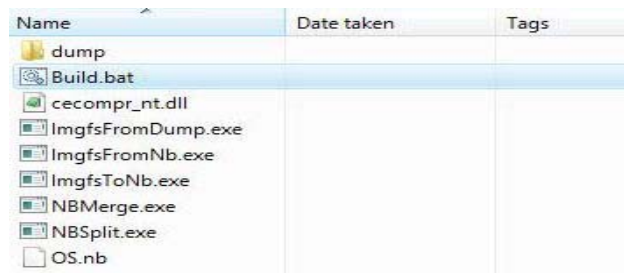 Name Date taken Tags
dump
Build.bat
cecompr_nt.dll
ImgfsFromDump.exe
ImgfsFromNb.exe
ImgfsToNb.exe
NBMerge.exe
NBSplit.exe
OS.nb